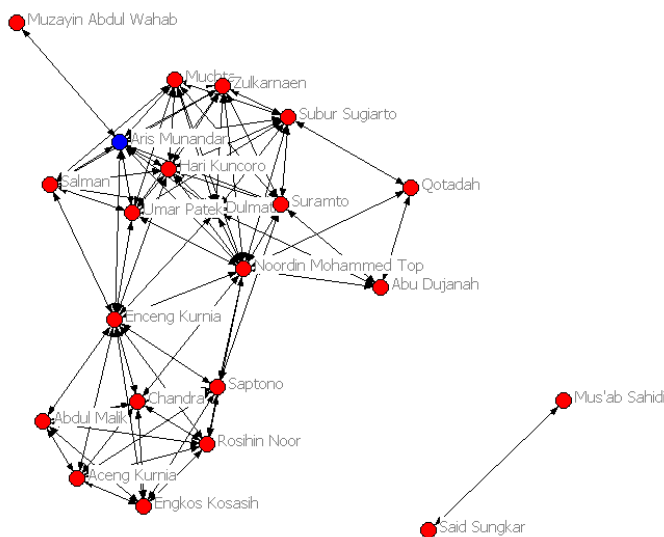 Muzayin Abdul Wahab
Zulkarnaen
Subur Sugiarto
Aris Munandar
Hari Kuncoro
Salman
Qotadah
Umar Patek
Suramto
Noordin Mohammed Top
Abu Dujanah
Enceng Kurnia
Saptono
Chandra
Mus'ab Sahidi
Abdul Malik
Rosihin Noor
Aceng Kurnia
Engkos Kosasih
Said Sungkar